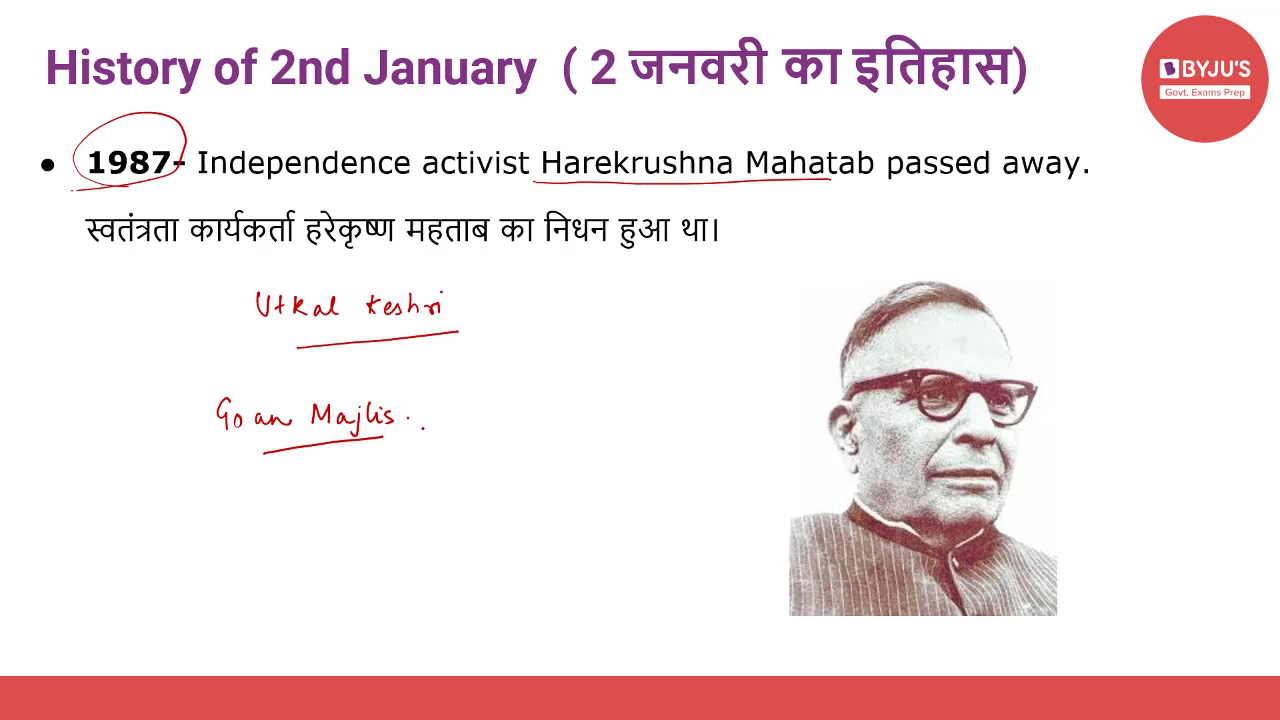 History of 2nd January ( 2 जनवरी का इतिहास)
BYJU'S
Govt. Exams Prep
● 1987- Independence activist Harekrushna Mahatab passed away.
स्वतंत्रता कार्यकर्ता हरेकृष्ण महताब का निधन हुआ था।
Utkal Keshri
Goan Majlis.